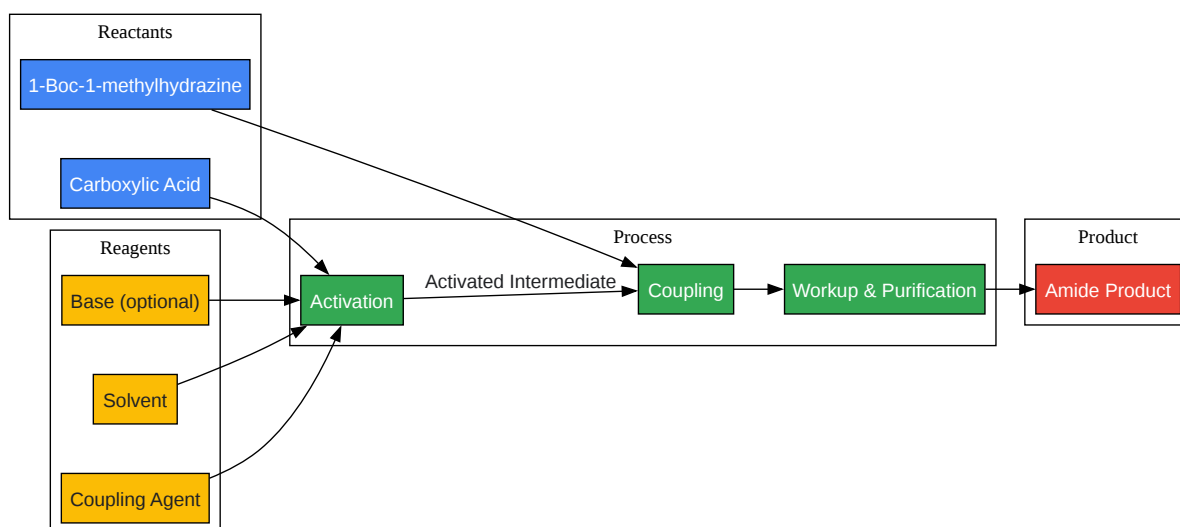 Reactants
1-Boc-1-methylhydrazine
Carboxylic Acid
Reagents
Base (optional)
Solvent
Coupling Agent
Process
Activation
Activated Intermediate
Coupling
Workup & Purification
Product
Amide Product